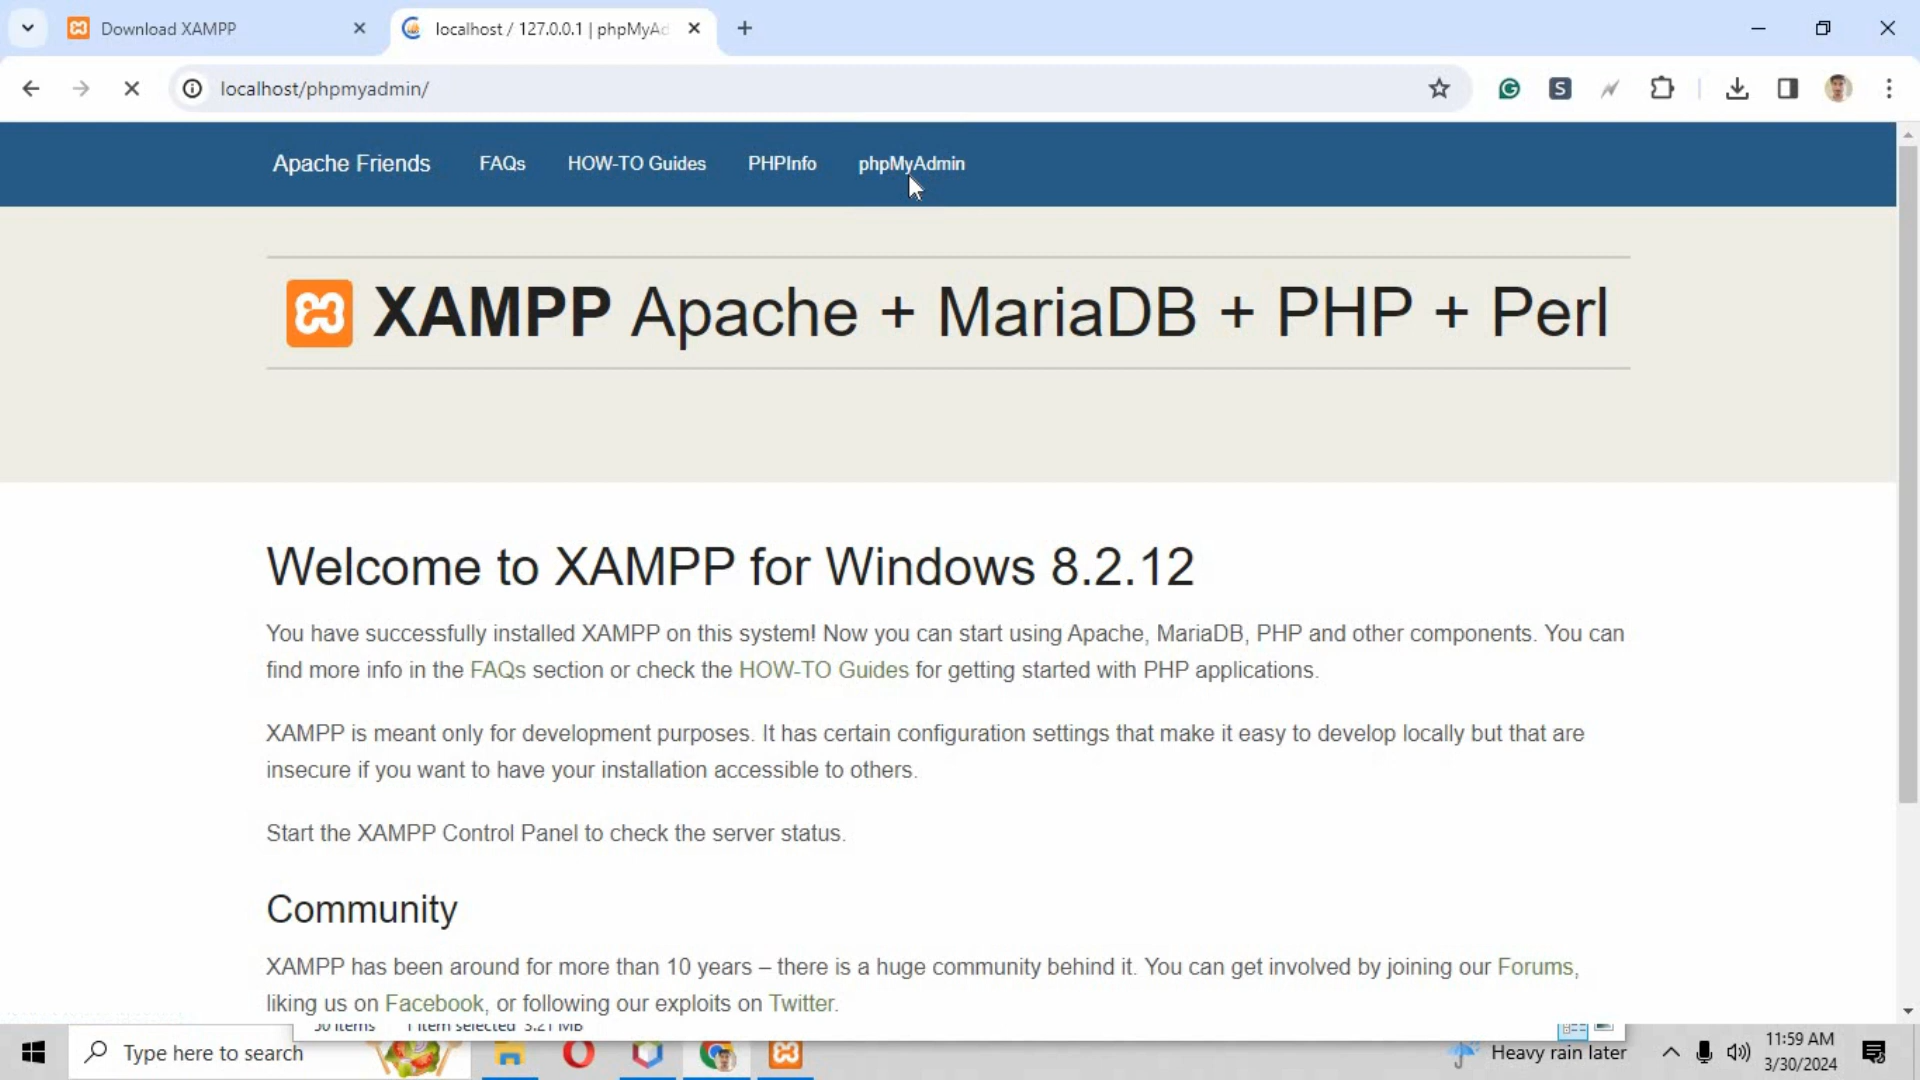 Download XAMPP
localhost / 127.0.0.1 | phpMyAd
localhost/phpmyadmin/
Apache Friends FAQs HOW-TO Guides PHPInfo phpMyAdmin
XAMPP Apache + MariaDB + PHP + Perl
Welcome to XAMPP for Windows 8.2.12
You have successfully installed XAMPP on this system! Now you can start using Apache, MariaDB, PHP and other components. You can
find more info in the FAQs section or check the HOW-TO Guides for getting started with PHP applications.
XAMPP is meant only for development purposes. It has certain configuration settings that make it easy to develop locally but that are
insecure if you want to have your installation accessible to others.
Start the XAMPP Control Panel to check the server status.
Community
XAMPP has been around for more than 10 years – there is a huge community behind it. You can get involved by joining our Forums,
liking us on Facebook, or following our exploits on Twitter.
50 items 1 item selected 3.21 MB
Type here to search
Heavy rain later
11:59 AM
3/30/2024